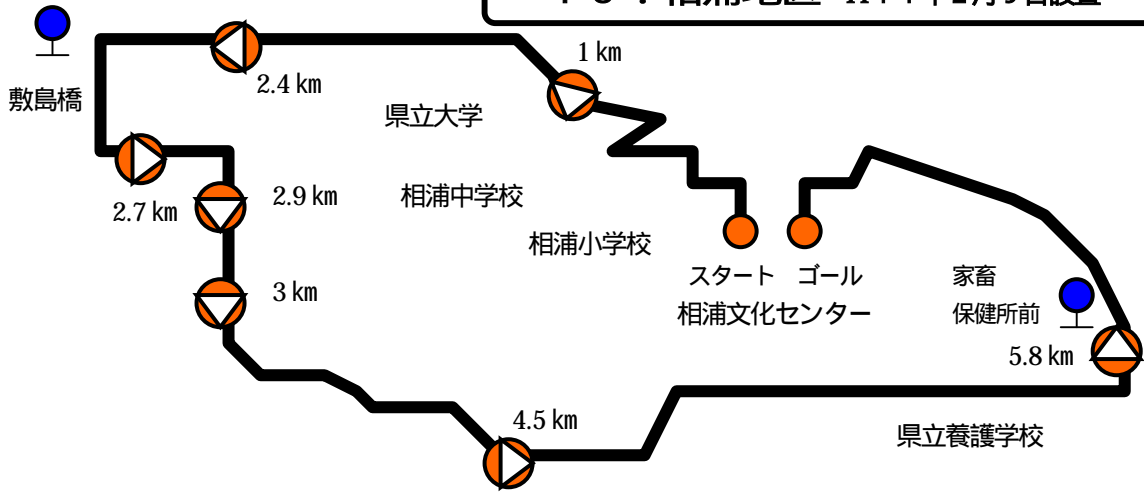 1 km
2.4 km
敷島橋
県立大学
2.9 km
相浦中学校
2.7 km
相浦小学校
スタート ゴール
家畜
3 km
相浦文化センター
保健所前
5.8 km
4.5 km
県立養護学校